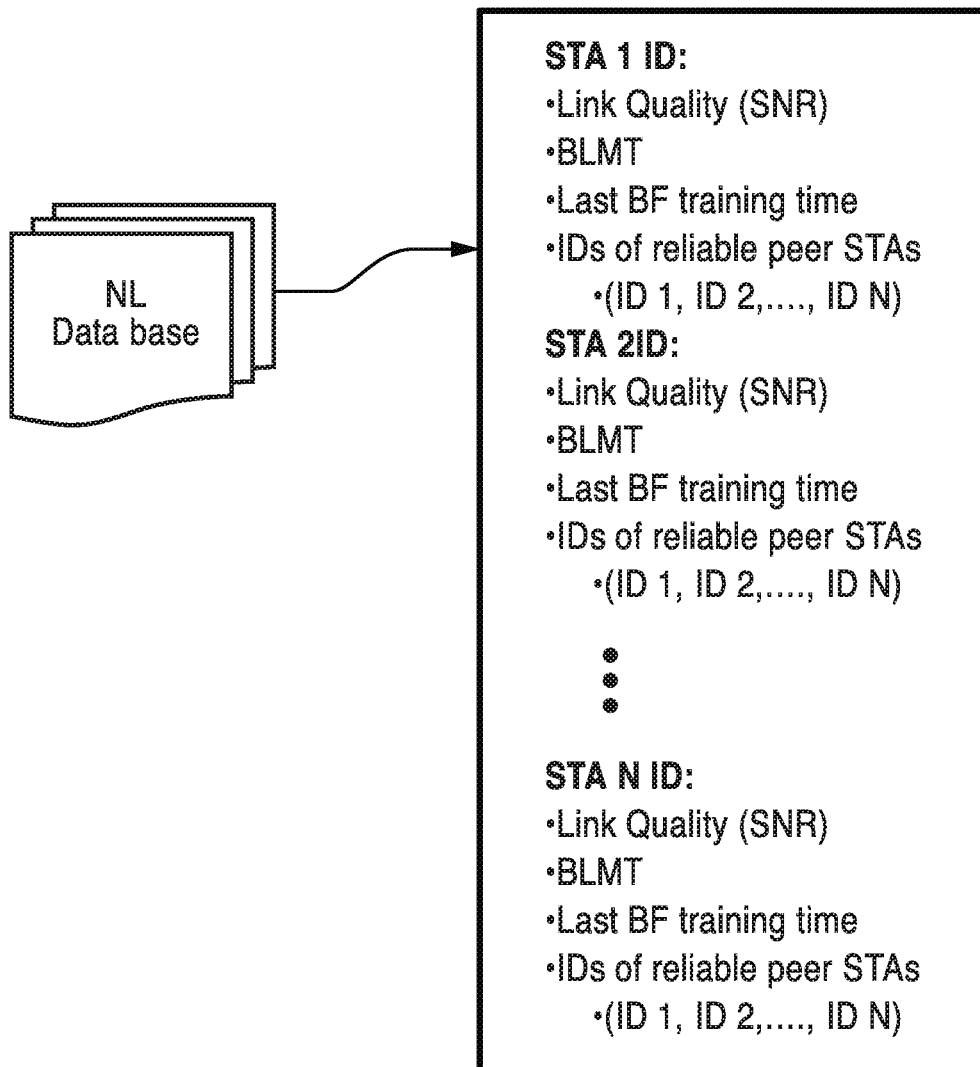 NL
Data base
STA 1 ID:
•Link Quality (SNR)
•BLMT
•Last BF training time
•IDs of reliable peer STAs
•(ID 1, ID 2,...., ID N)
STA 2ID:
•Link Quality (SNR)
•BLMT
•Last BF training time
•IDs of reliable peer STAs
•(ID 1, ID 2,...., ID N)
STA N ID:
•Link Quality (SNR)
•BLMT
•Last BF training time
•IDs of reliable peer STAs
•(ID 1, ID 2,...., ID N)